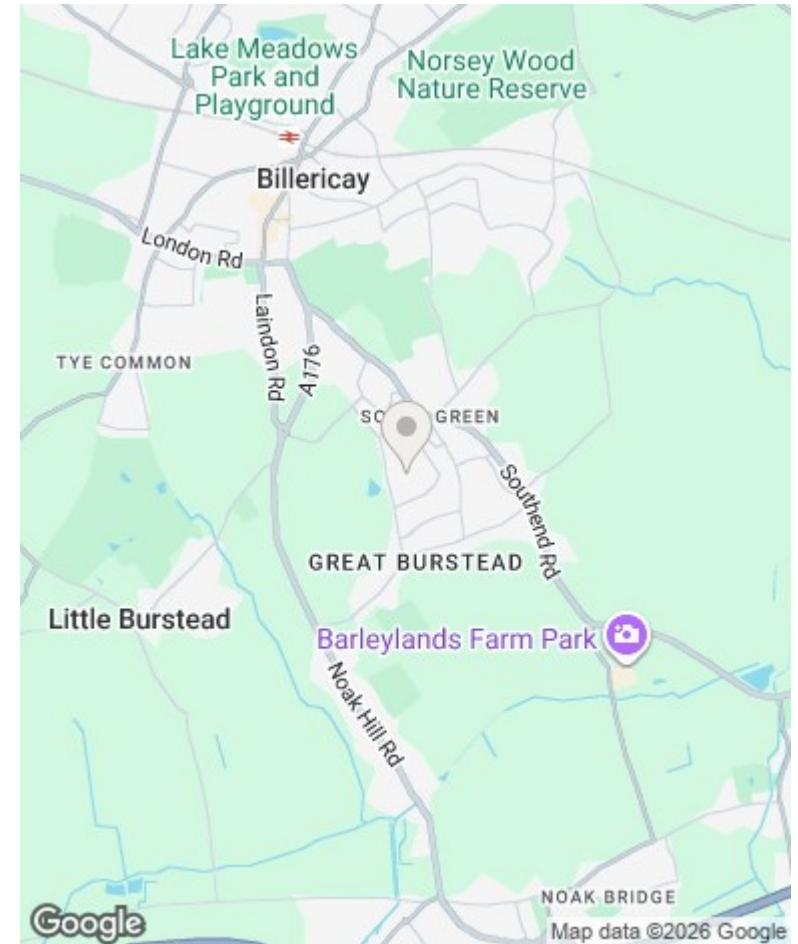 Lake Meadows
Park and
Playground
Norsey Wood
Nature Reserve
Billericay
London Rd
Laindon Rd
A176
TYE COMMON
GREEN
Southend Rd
GREAT BURSTEAD
Little Burstead
Barleylands Farm Park
Noak Hill Rd
NOAK BRIDGE
Google
Map data ©2026 Google